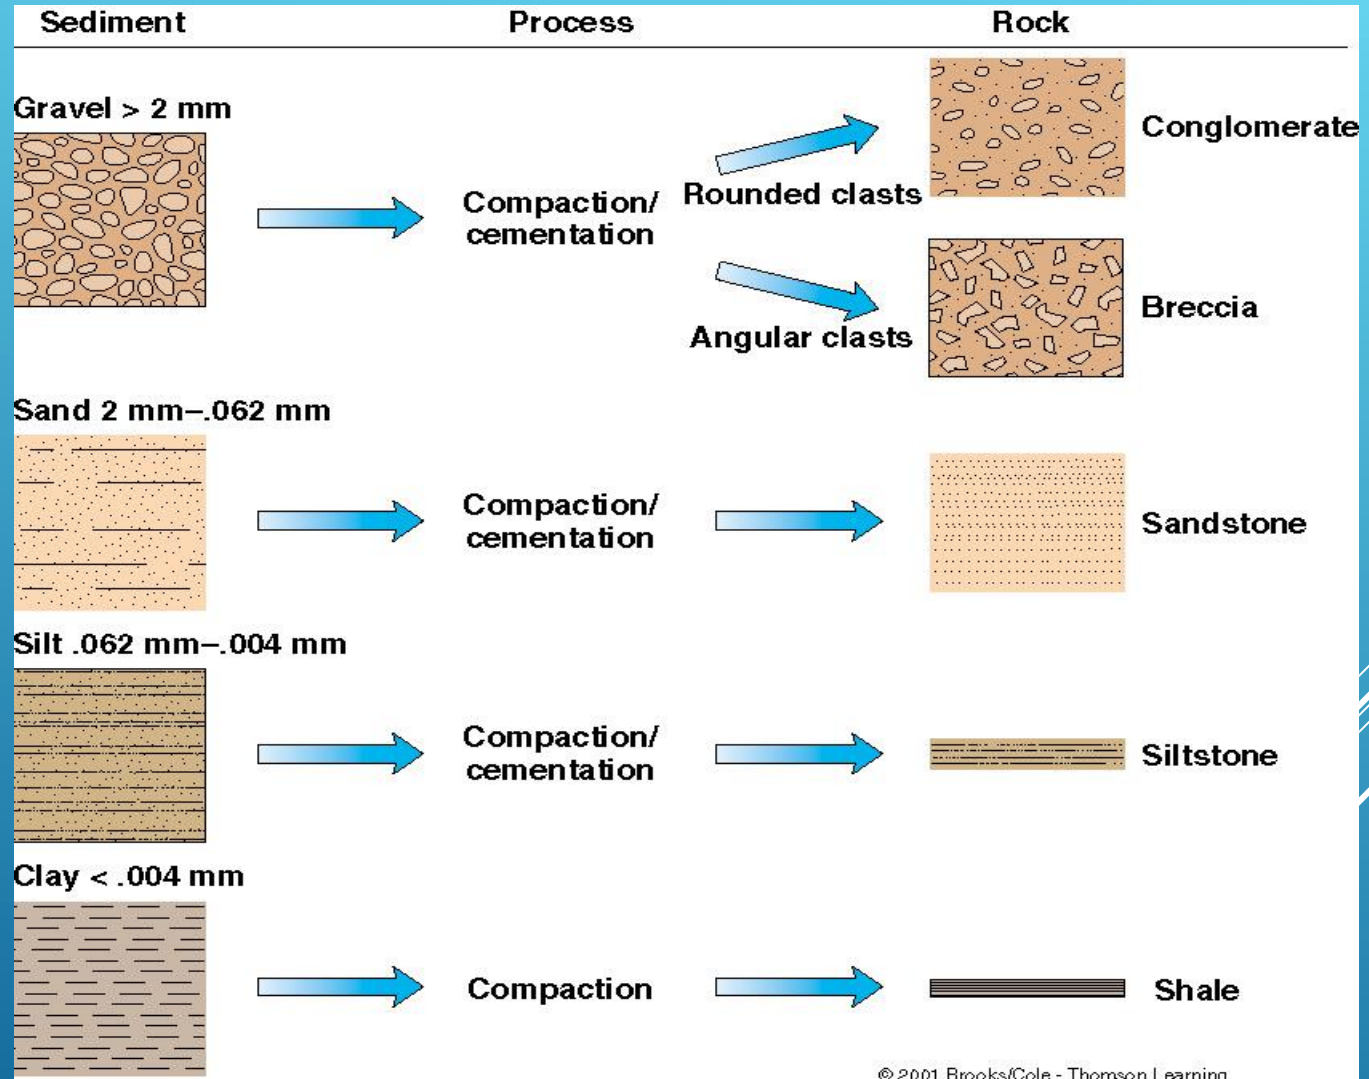 Sediment Process Rock
Gravel > 2 mm
Compaction/
cementation
Rounded clasts
Conglomerate
Angular clasts
Breccia
Sand 2 mm–.062 mm
Compaction/
cementation
Sandstone
Silt .062 mm–.004 mm
Compaction/
cementation
Siltstone
Clay < .004 mm
Compaction
Shale
© 2001 Brooks/Cole - Thomson Learning